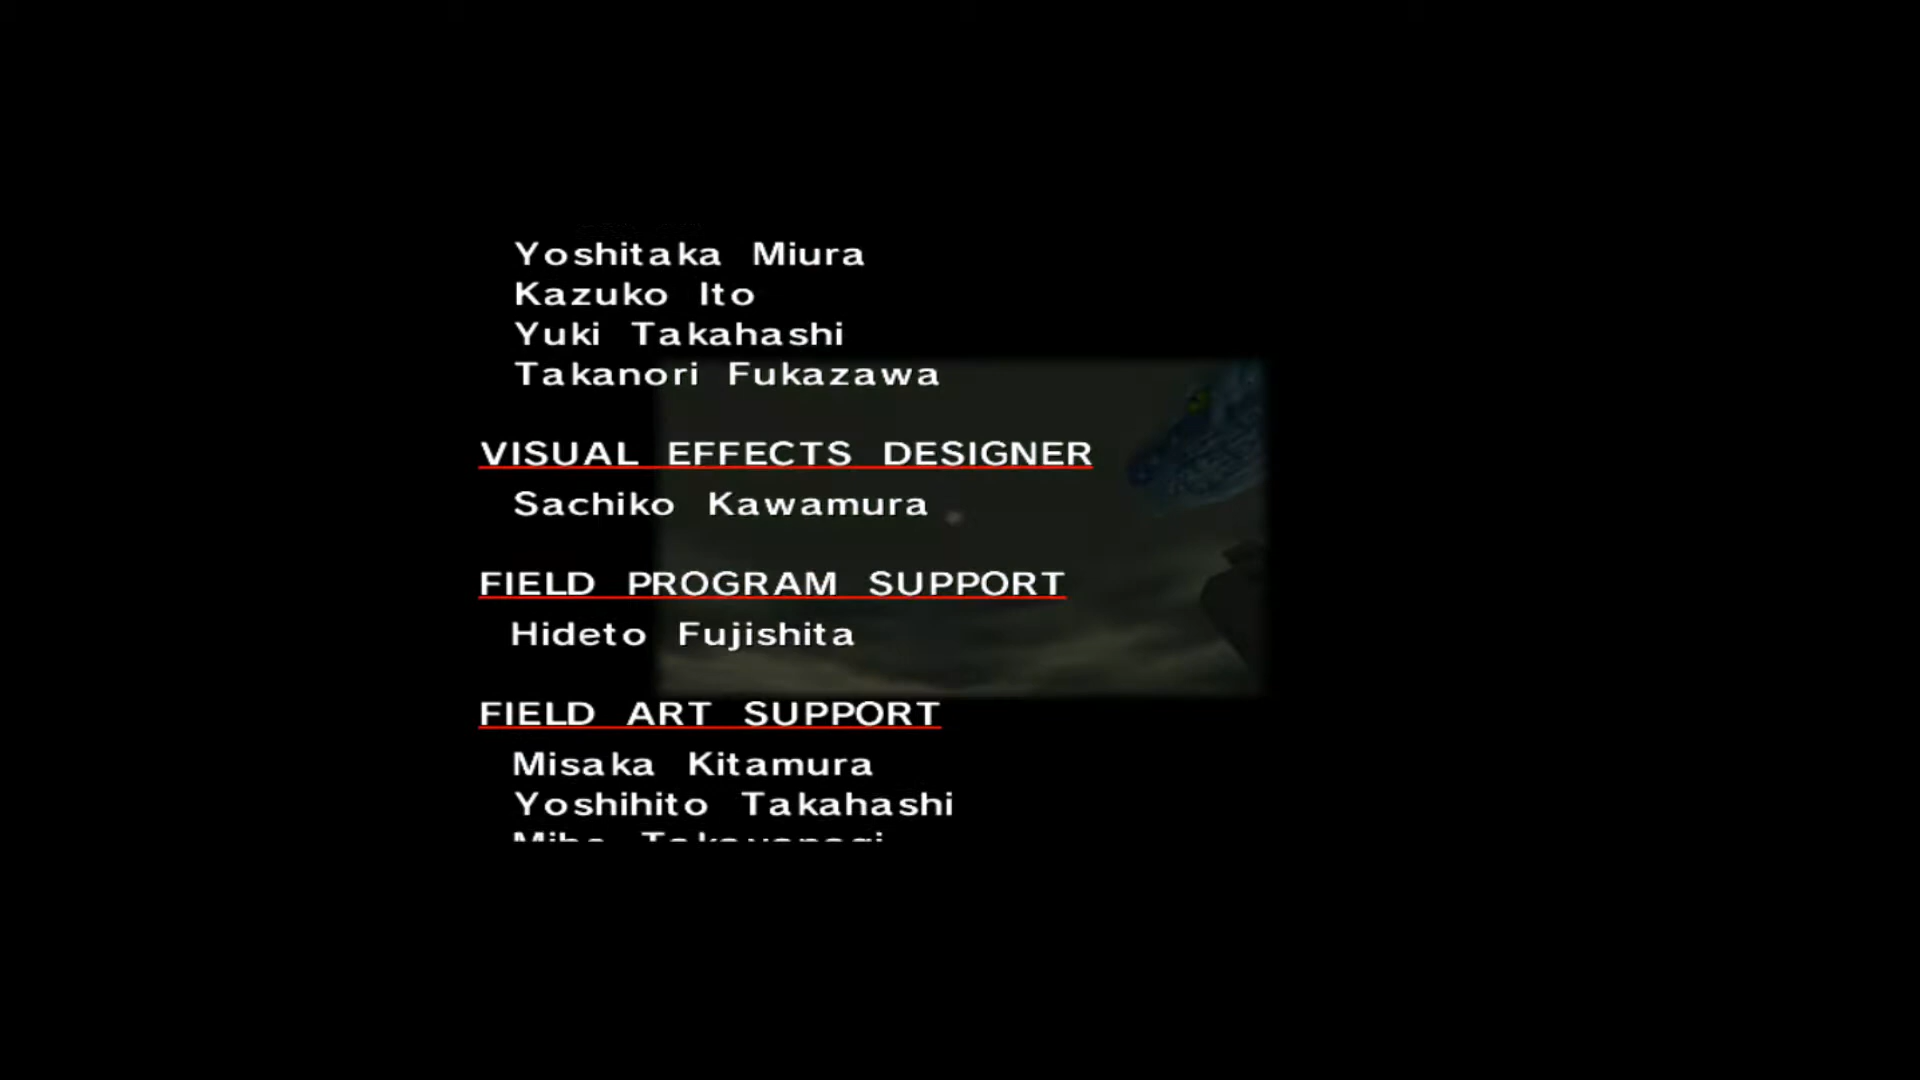 Yoshitaka Miura
Kazuko Ito
Yuki Takahashi
Takanori Fukazawa
VISUAL EFFECTS DESIGNER
Sachiko Kawamura
FIELD PROGRAM SUPPORT
Hideto Fujishita
FIELD ART SUPPORT
Misaka Kitamura
Yoshihito Takahashi